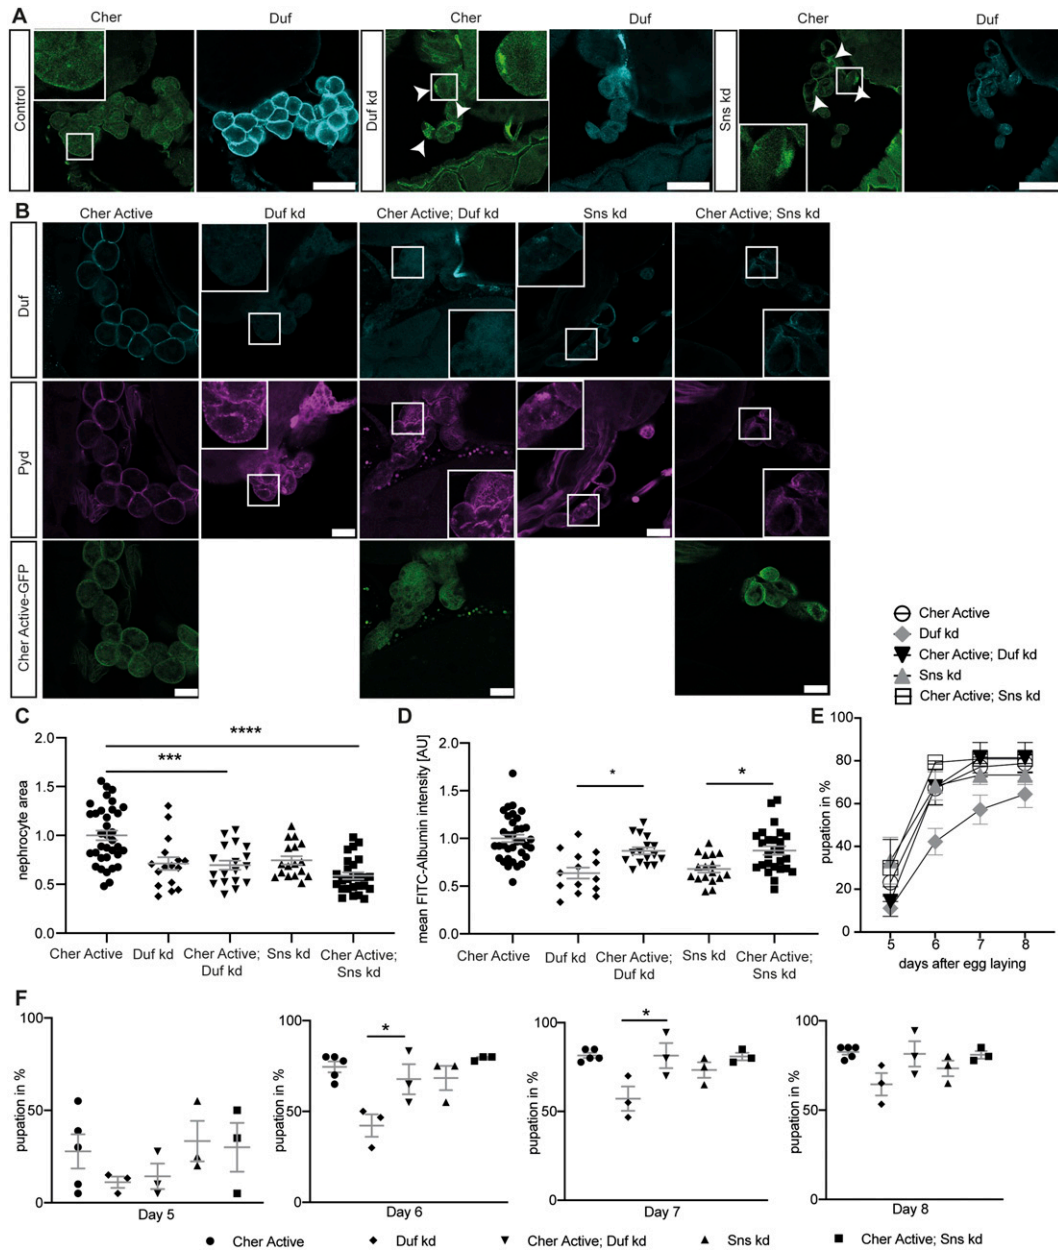 A
Cher
Duf
Cher
Duf
Cher
Duf
Control
Duf kd
Sns kd
B
Cher Active
Duf kd
Cher Active; Duf kd
Sns kd
Cher Active; Sns kd
Duf
Pyd
Cher Active-GFP
Cher Active
Duf kd
Cher Active; Duf kd
Sns kd
Cher Active; Sns kd
C
nephrocyte area
2.0
1.5
1.0
0.5
0.0
****
***
Cher Active
Duf kd
Cher Active;
Duf kd
Sns kd
Cher Active;
Sns kd
D
mean FITC-Albumin intensity [AU]
2.0
1.5
1.0
0.5
0.0
*
*
Cher Active
Duf kd
Cher Active;
Duf kd
Sns kd
Cher Active;
Sns kd
E
pupation in %
100
80
60
40
20
0
5 6 7 8
days after egg laying
F
pupation in %
100
50
0
Day 5
pupation in %
100
50
0
*
Day 6
pupation in %
100
50
0
*
Day 7
pupation in %
100
50
0
Day 8
Cher Active
Duf kd
Cher Active; Duf kd
Sns kd
Cher Active; Sns kd